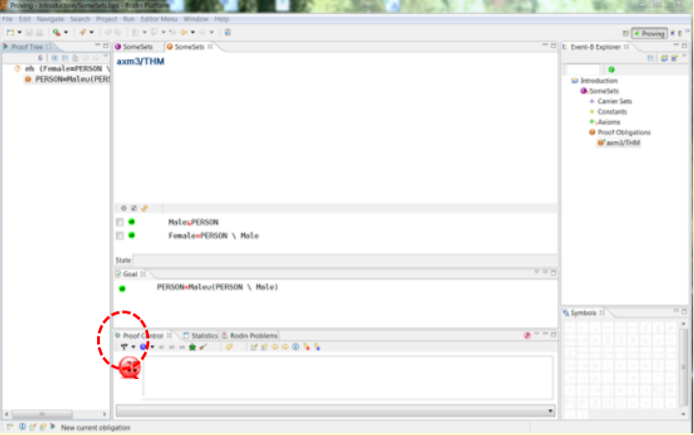 Proving - Introduction/SomeSets.bps - Rodin Platform
File Edit Navigate Search Project Run Editor Menu Window Help
Proving
Proof Tree
SomeSets
SomeSets
Event-B Explorer
eh (Female=PERSON \
PERSON=Male∪(PERS
axm3/THM
Introduction
SomeSets
Carrier Sets
Constants
Axioms
Proof Obligations
axm3/THM
Male⊆PERSON
Female=PERSON \ Male
State
Goal
PERSON=Male∪(PERSON \ Male)
Symbols
Proof Control
Statistics
Rodin Problems
New current obligation